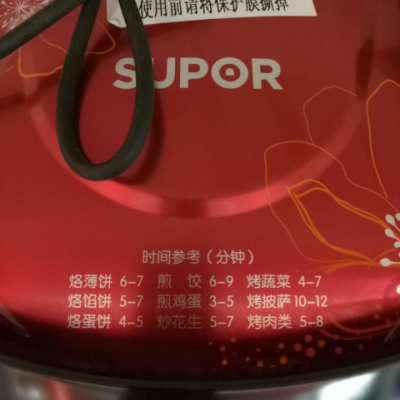 使用前请将保护膜撕掉
SUPOR
时间参考（分钟）
烙薄饼 6-7 煎 饺 6-9 烤蔬菜 4-7
烙馅饼 5-7 煎鸡蛋 3-5 烤披萨 10-12
烙蛋饼 4-5 炒花生 5-7 烤肉类 5-8